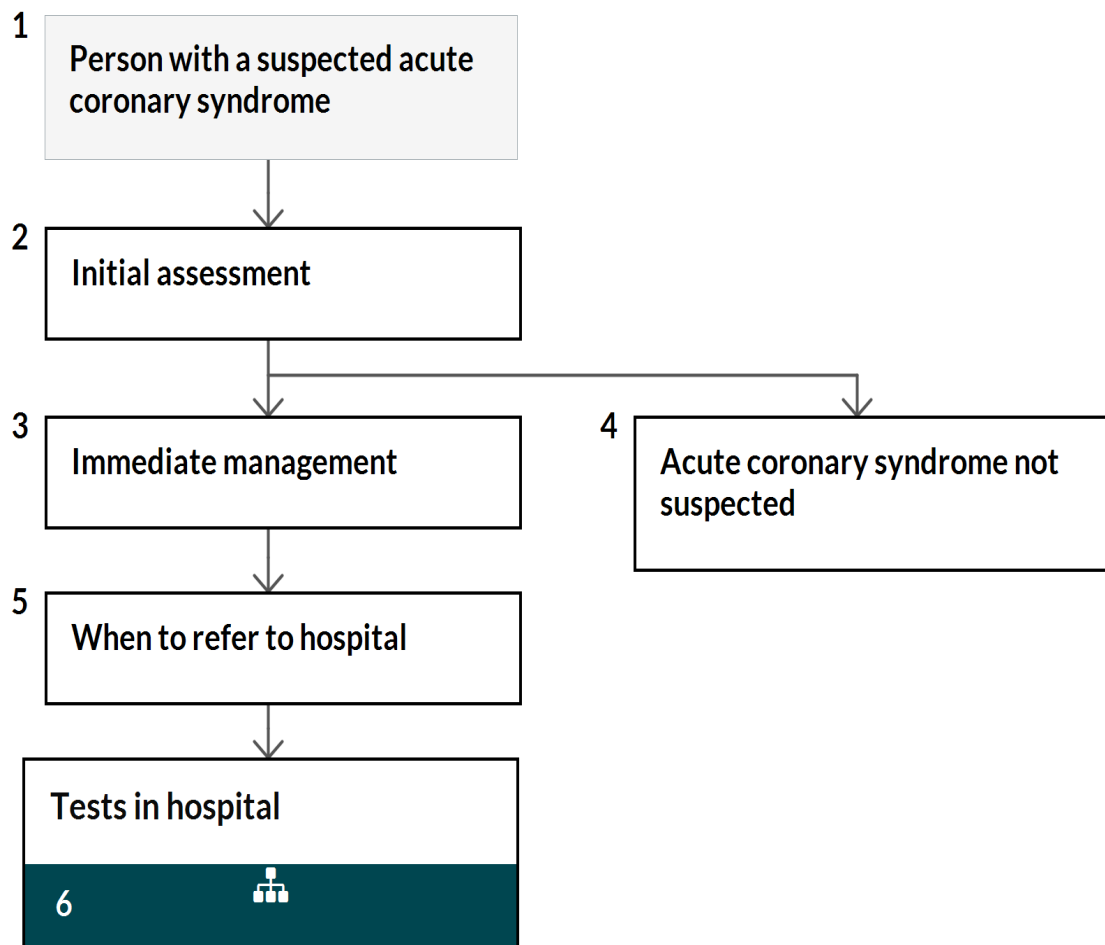 1
Person with a suspected acute
coronary syndrome
2
Initial assessment
3
Immediate management
4
Acute coronary syndrome not
suspected
5
When to refer to hospital
Tests in hospital
6